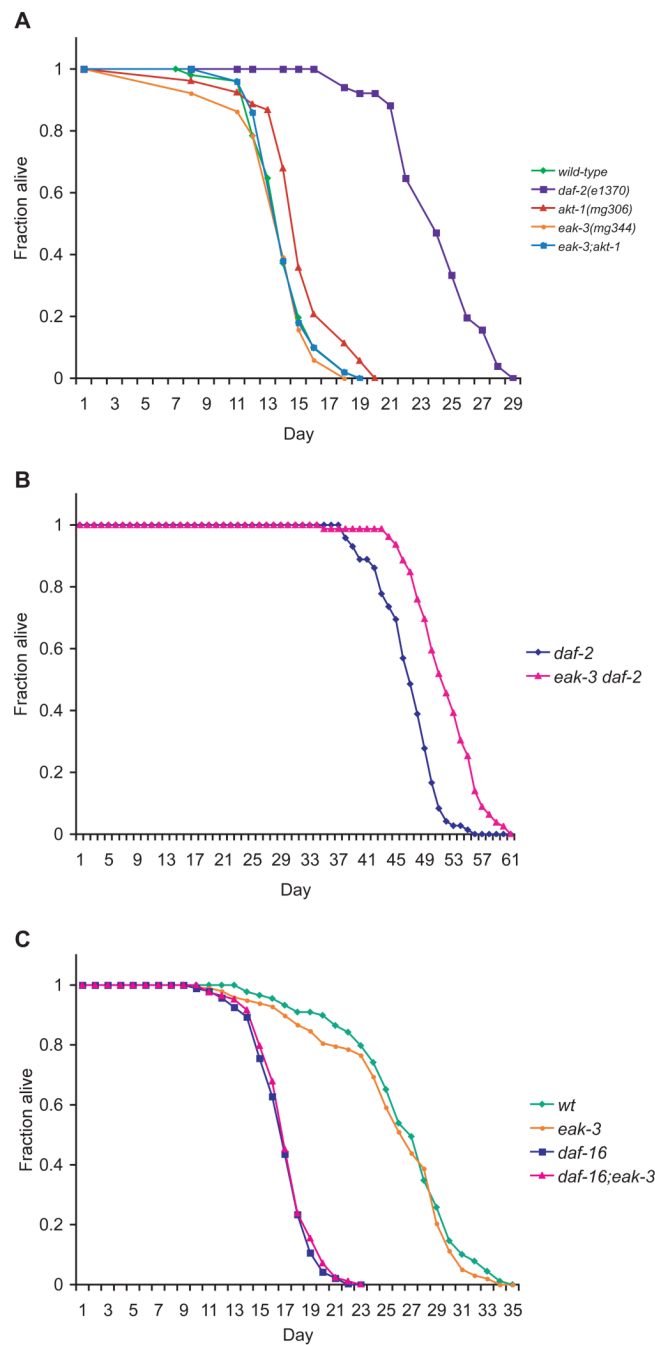 A
1
0.8
0.6
0.4
0.2
0
Fraction alive
1 3 5 7 9 11 13 15 17 19 21 23 25 27 29
Day
wild-type
daf-2(e1370)
akt-1(mg306)
eak-3(mg344)
eak-3;akt-1
B
1
0.8
0.6
0.4
0.2
0
Fraction alive
1 5 9 13 17 21 25 29 33 37 41 45 49 53 57 61
Day
daf-2
eak-3 daf-2
C
1
0.8
0.6
0.4
0.2
0
Fraction alive
1 3 5 7 9 11 13 15 17 19 21 23 25 27 29 31 33 35
Day
wt
eak-3
daf-16
daf-16;eak-3